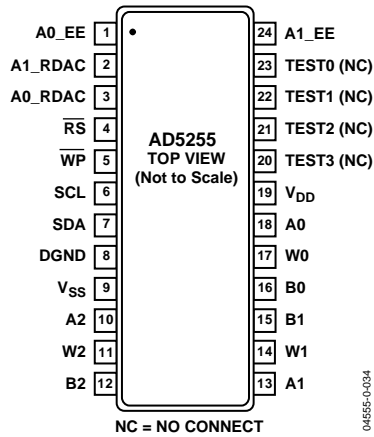 A0_EE 1 24 A1_EE
A1_RDAC 2 23 TEST0 (NC)
A0_RDAC 3 22 TEST1 (NC)
RS 4 21 TEST2 (NC)
AD5255
WP 5 TOP VIEW 20 TEST3 (NC)
(Not to Scale)
SCL 6 19 VDD
SDA 7 18 A0
DGND 8 17 W0
VSS 9 16 B0
A2 10 15 B1
W2 11 14 W1
B2 12 13 A1
NC = NO CONNECT
04555-0-034